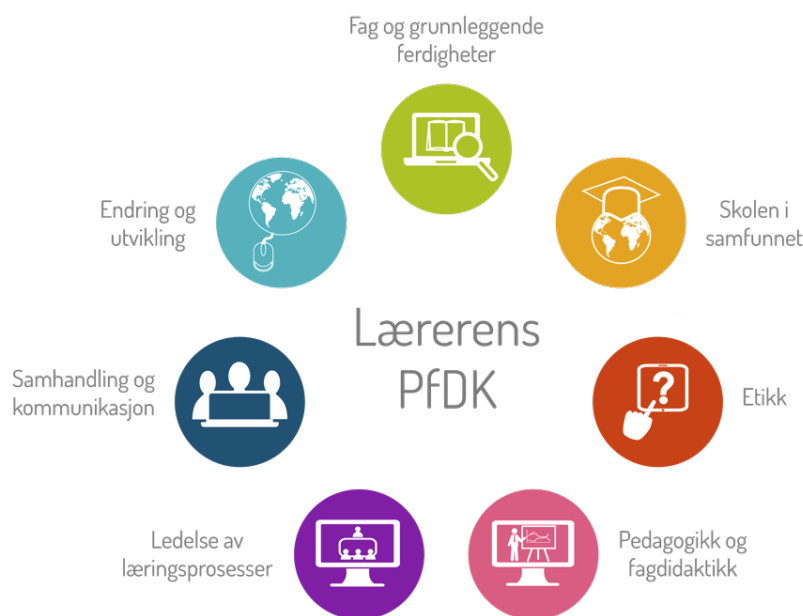 Fag og grunnleggende
ferdigheter
Endring og
utvikling
Skolen i
samfunnet
Lærerens
PfDK
Samhandling og
kommunikasjon
?
Etikk
Ledelse av
læringsprosesser
Pedagogikk og
fagdidaktikk